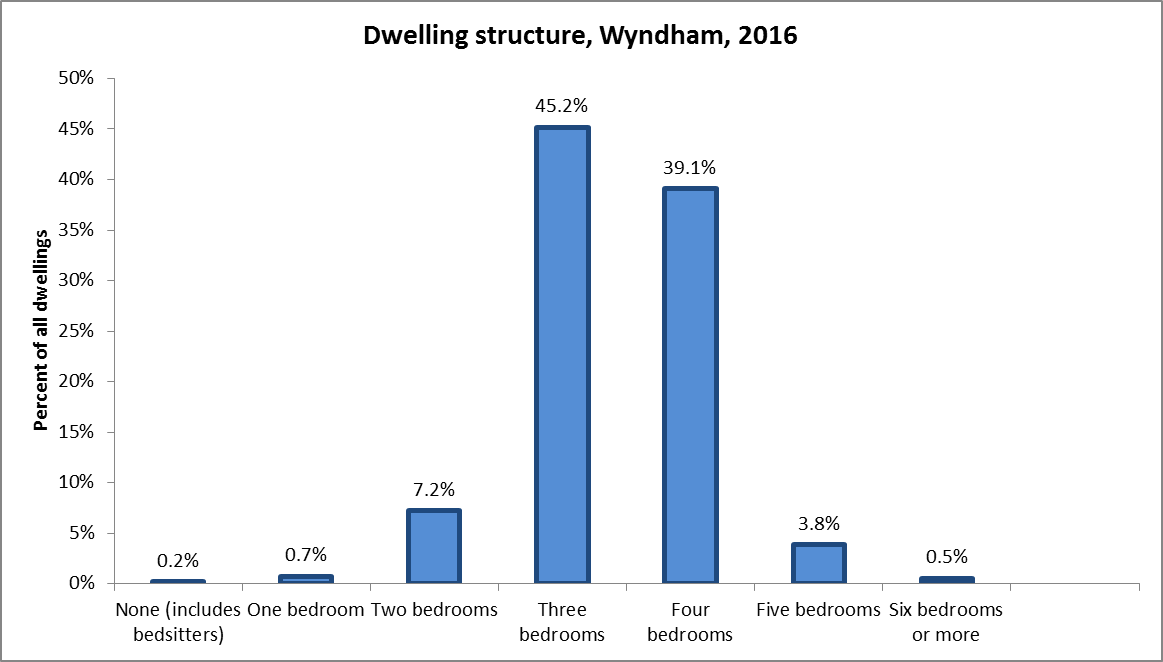 Dwelling structure, Wyndham, 2016
Percent of all dwellings
50%
45%
40%
35%
30%
25%
20%
15%
10%
5%
0%
0.2%
0.7%
7.2%
45.2%
39.1%
3.8%
0.5%
None (includes
bedsitters)
One bedroom
Two bedrooms
Three
bedrooms
Four
bedrooms
Five bedrooms
Six bedrooms
or more